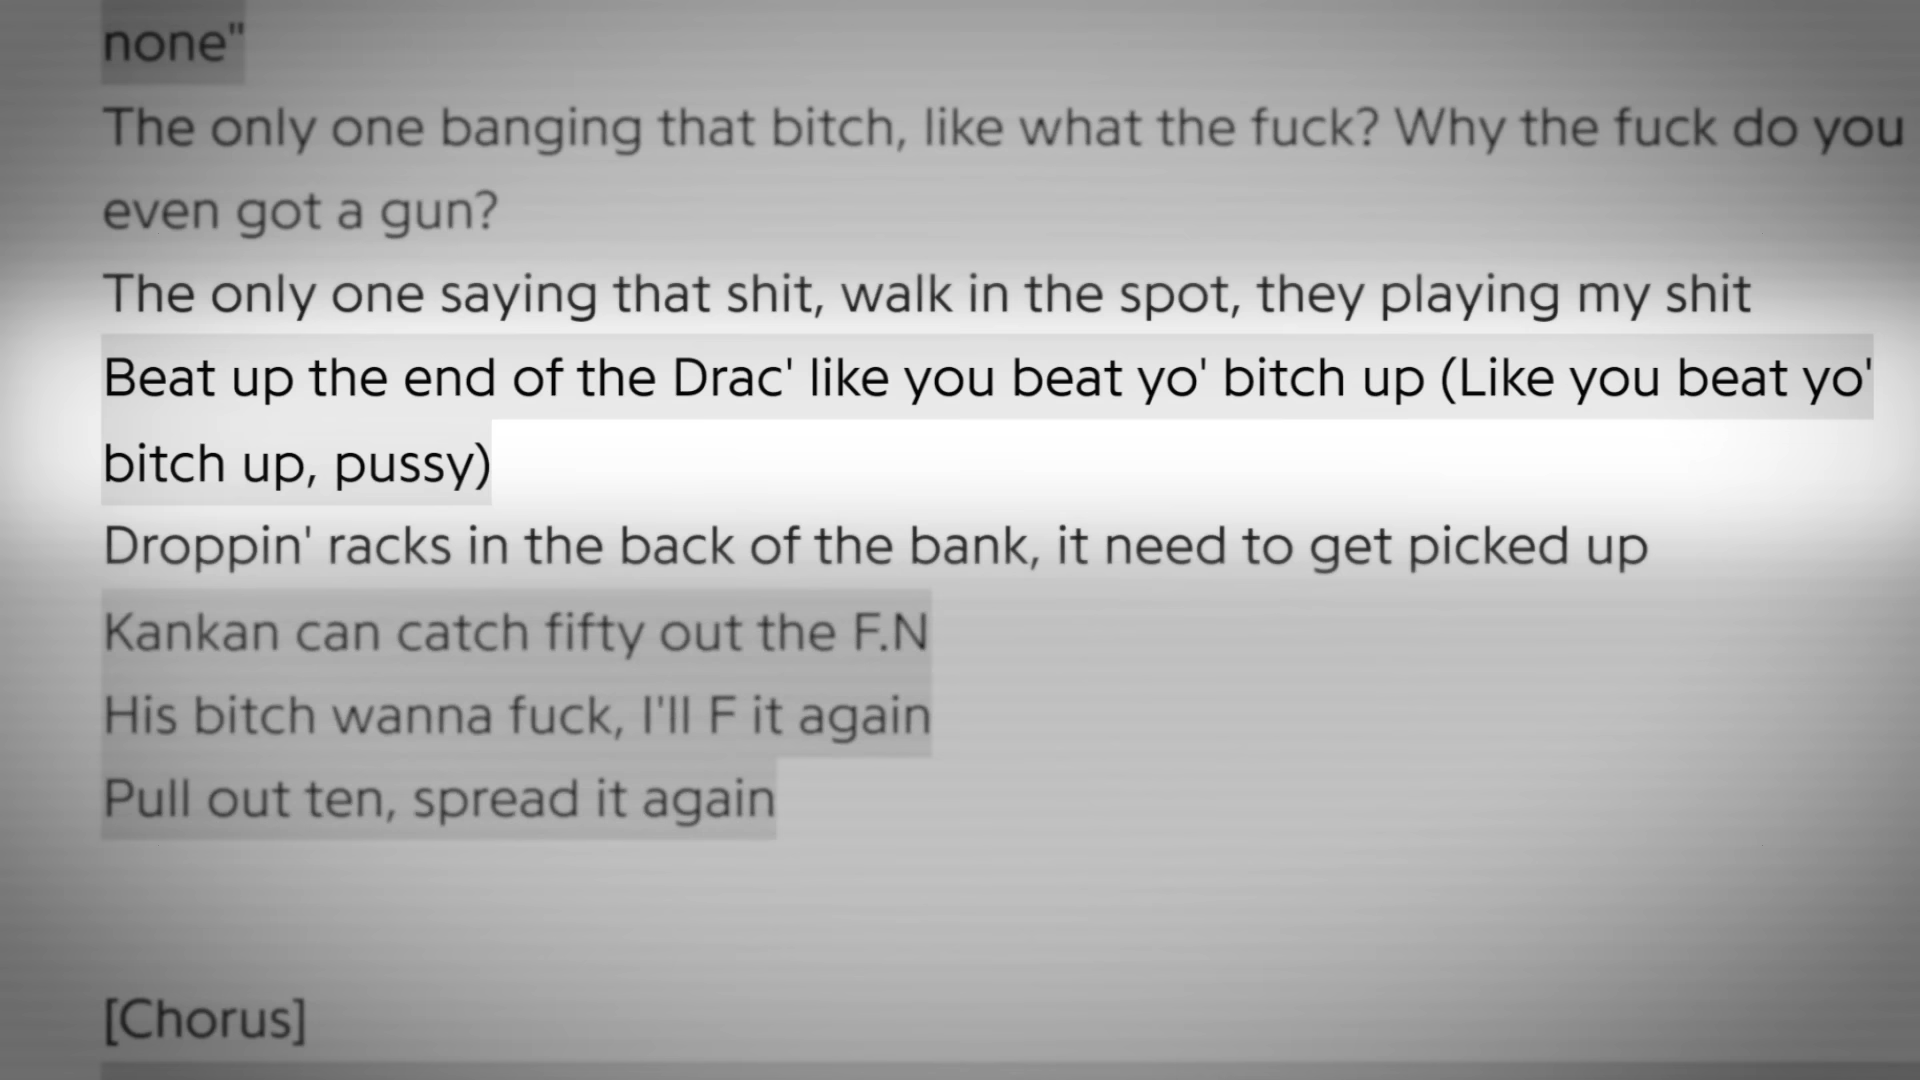 none"
The only one banging that bitch, like what the fuck? Why the fuck do you
even got a gun?
The only one saying that shit, walk in the spot, they playing my shit
Beat up the end of the Drac' like you beat yo' bitch up (Like you beat yo'
bitch up, pussy)
Droppin' racks in the back of the bank, it need to get picked up
Kankan can catch fifty out the F.N
His bitch wanna fuck, I'll F it again
Pull out ten, spread it again
[Chorus]